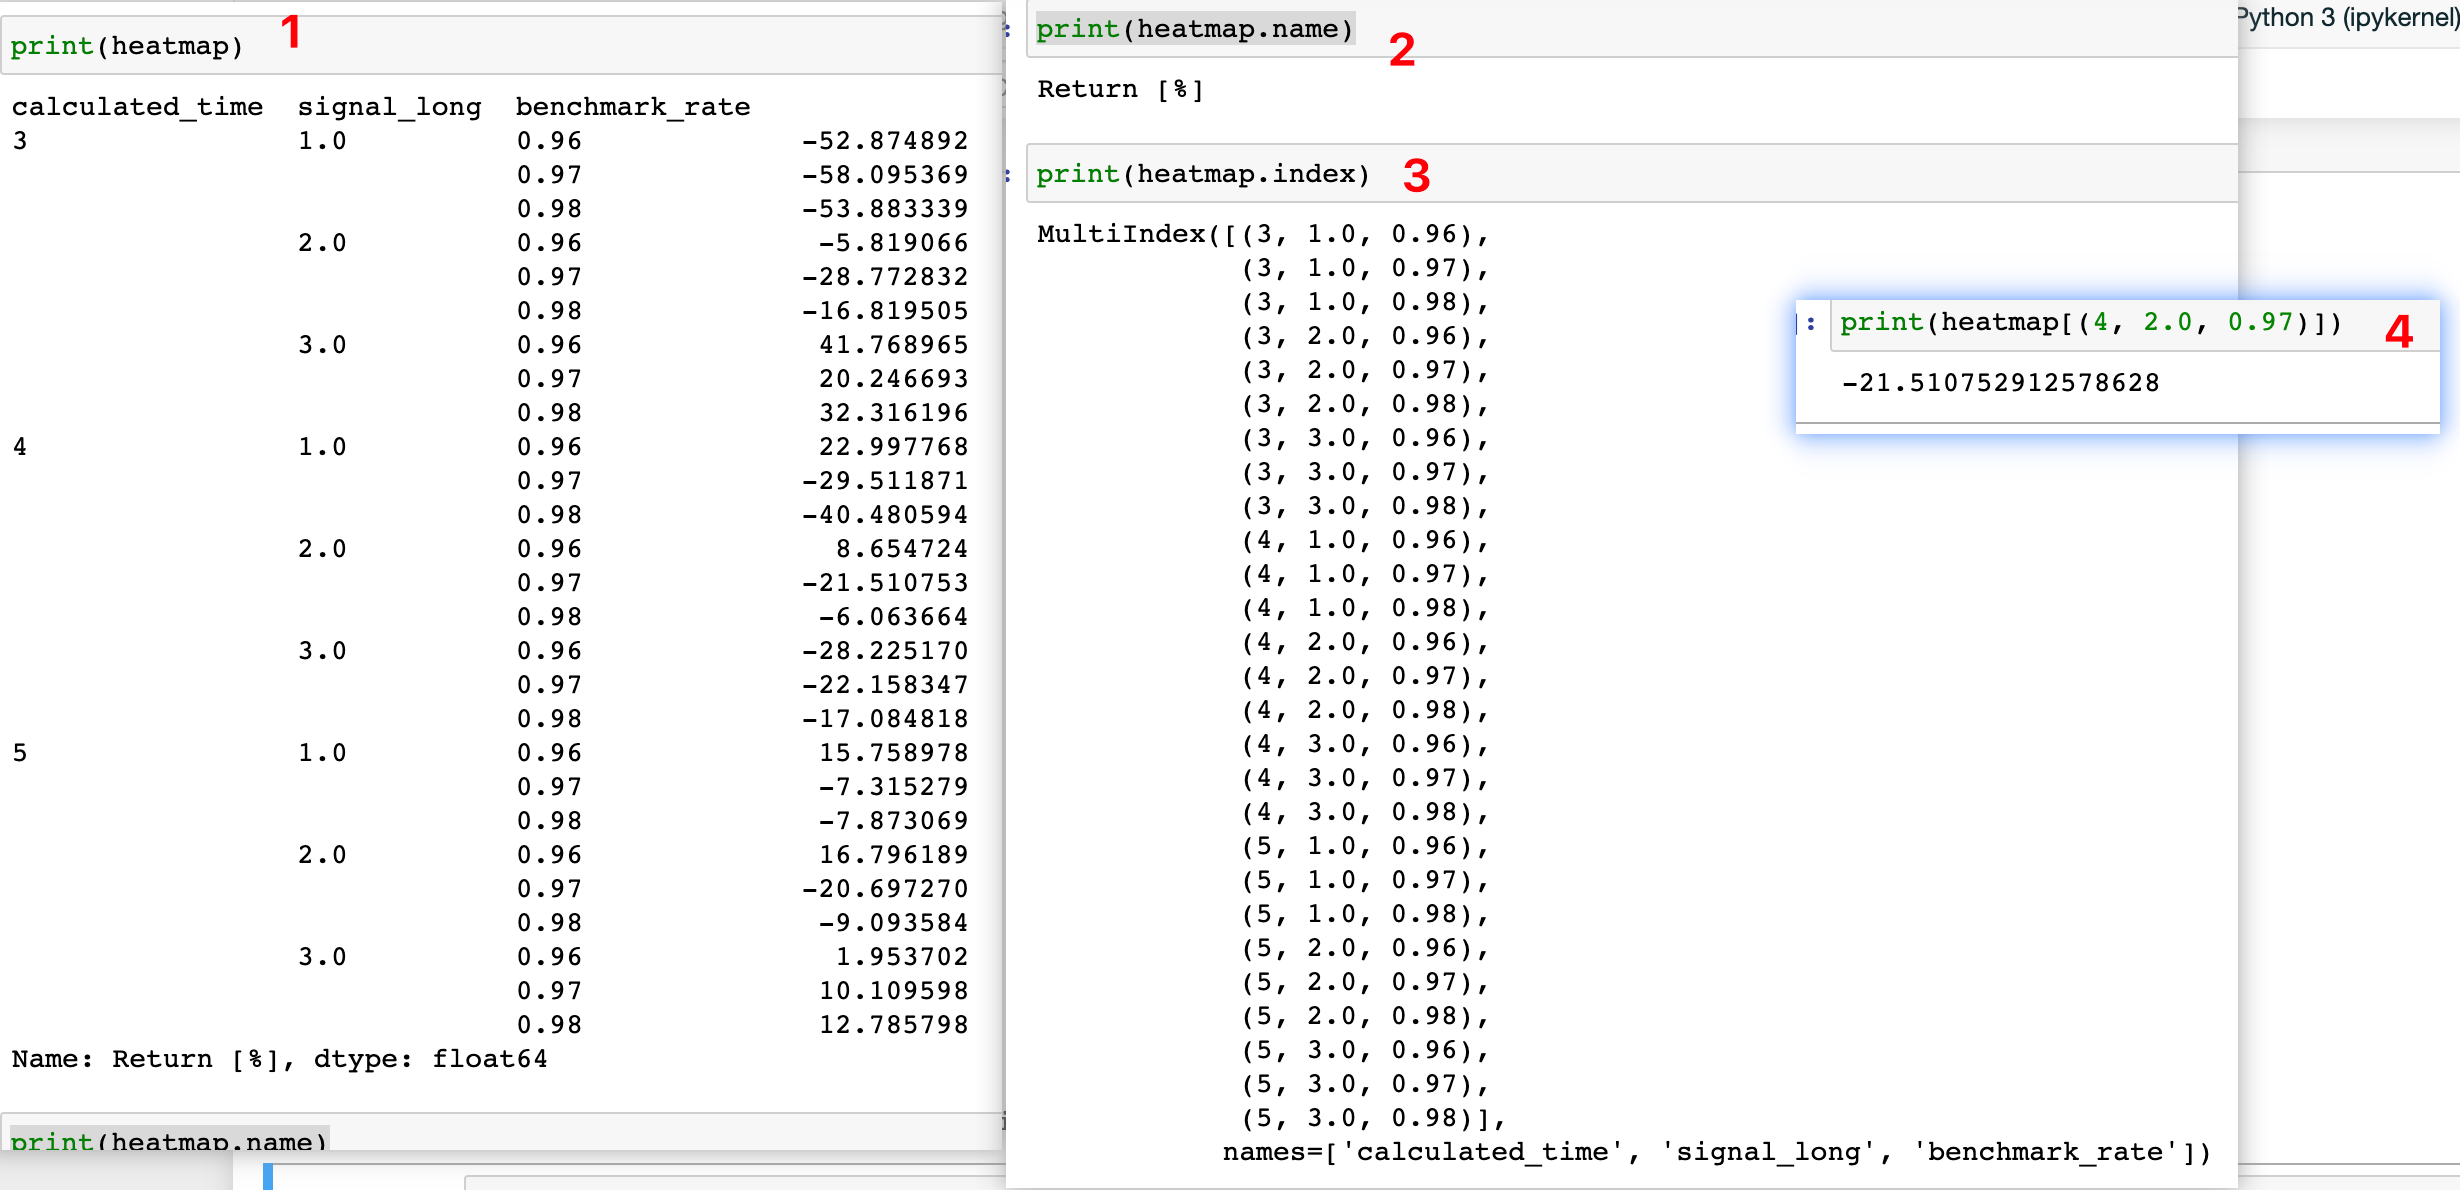 print(heatmap) 1
calculated_time signal_long benchmark_rate
3 1.0 0.96 -52.874892
0.97 -58.095369
0.98 -53.883339
2.0 0.96 -5.819066
0.97 -28.772832
0.98 -16.819505
3.0 0.96 41.768965
0.97 20.246693
0.98 32.316196
4 1.0 0.96 22.997768
0.97 -29.511871
0.98 -40.480594
2.0 0.96 8.654724
0.97 -21.510753
0.98 -6.063664
3.0 0.96 -28.225170
0.97 -22.158347
0.98 -17.084818
5 1.0 0.96 15.758978
0.97 -7.315279
0.98 -7.873069
2.0 0.96 16.796189
0.97 -20.697270
0.98 -9.093584
3.0 0.96 1.953702
0.97 10.109598
0.98 12.785798
Name: Return [%], dtype: float64
print(heatmap.name)
: print(heatmap.name) 2
Return [%]
: print(heatmap.index) 3
MultiIndex([(3, 1.0, 0.96),
(3, 1.0, 0.97),
(3, 1.0, 0.98),
(3, 2.0, 0.96),
(3, 2.0, 0.97),
(3, 2.0, 0.98),
(3, 3.0, 0.96),
(3, 3.0, 0.97),
(3, 3.0, 0.98),
(4, 1.0, 0.96),
(4, 1.0, 0.97),
(4, 1.0, 0.98),
(4, 2.0, 0.96),
(4, 2.0, 0.97),
(4, 2.0, 0.98),
(4, 3.0, 0.96),
(4, 3.0, 0.97),
(4, 3.0, 0.98),
(5, 1.0, 0.96),
(5, 1.0, 0.97),
(5, 1.0, 0.98),
(5, 2.0, 0.96),
(5, 2.0, 0.97),
(5, 2.0, 0.98),
(5, 3.0, 0.96),
(5, 3.0, 0.97),
(5, 3.0, 0.98)],
names=['calculated_time', 'signal_long', 'benchmark_rate'])
]: print(heatmap[(4, 2.0, 0.97)]) 4
-21.510752912578628
Python 3 (ipykernel)